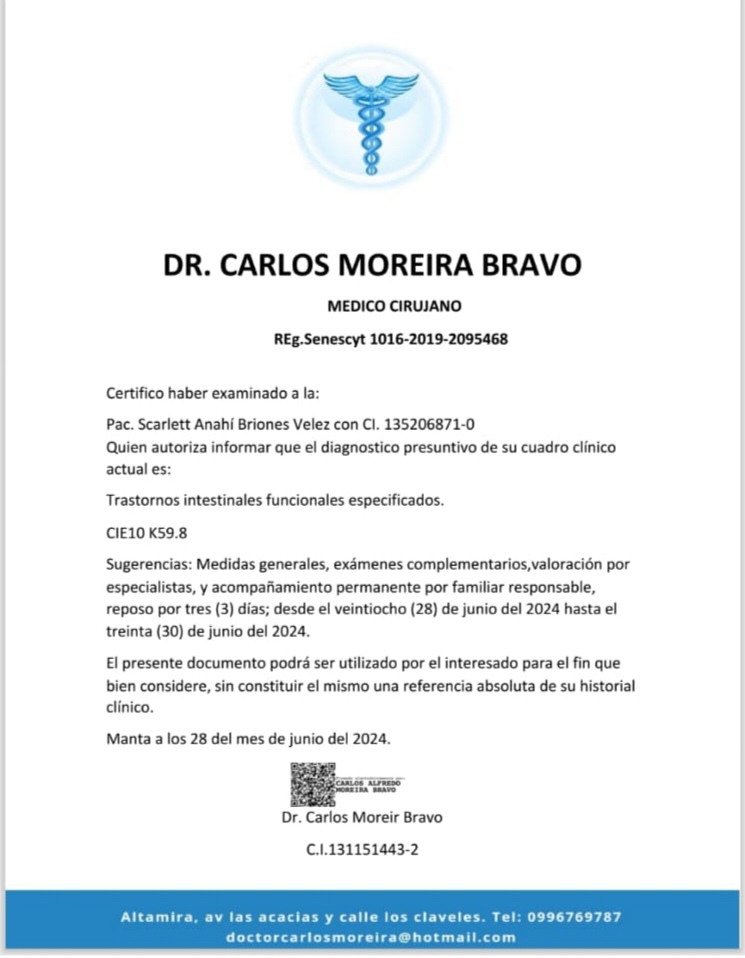 DR. CARLOS MOREIRA BRAVO
MEDICO CIRUJANO
REg.Senescyt 1016-2019-2095468
Certifico haber examinado a la:
Pac. Scarlett Anahí Briones Velez con CI. 135206871-0
Quien autoriza informar que el diagnostico presuntivo de su cuadro clínico
actual es:
Trastornos intestinales funcionales especificados.
CIE10 K59.8
Sugerencias: Medidas generales, exámenes complementarios,valoración por
especialistas, y acompañamiento permanente por familiar responsable,
reposo por tres (3) días; desde el veintiocho (28) de junio del 2024 hasta el
treinta (30) de junio del 2024.
El presente documento podrá ser utilizado por el interesado para el fin que
bien considere, sin constituir el mismo una referencia absoluta de su historial
clínico.
Manta a los 28 del mes de junio del 2024.
CARLOS ALFREDO
MOREIRA BRAVO
Dr. Carlos Moreir Bravo
C.I.131151443-2
Altamira, av las acacias y calle los claveles. Tel: 0996769787
doctorcarlosmoreira@hotmail.com